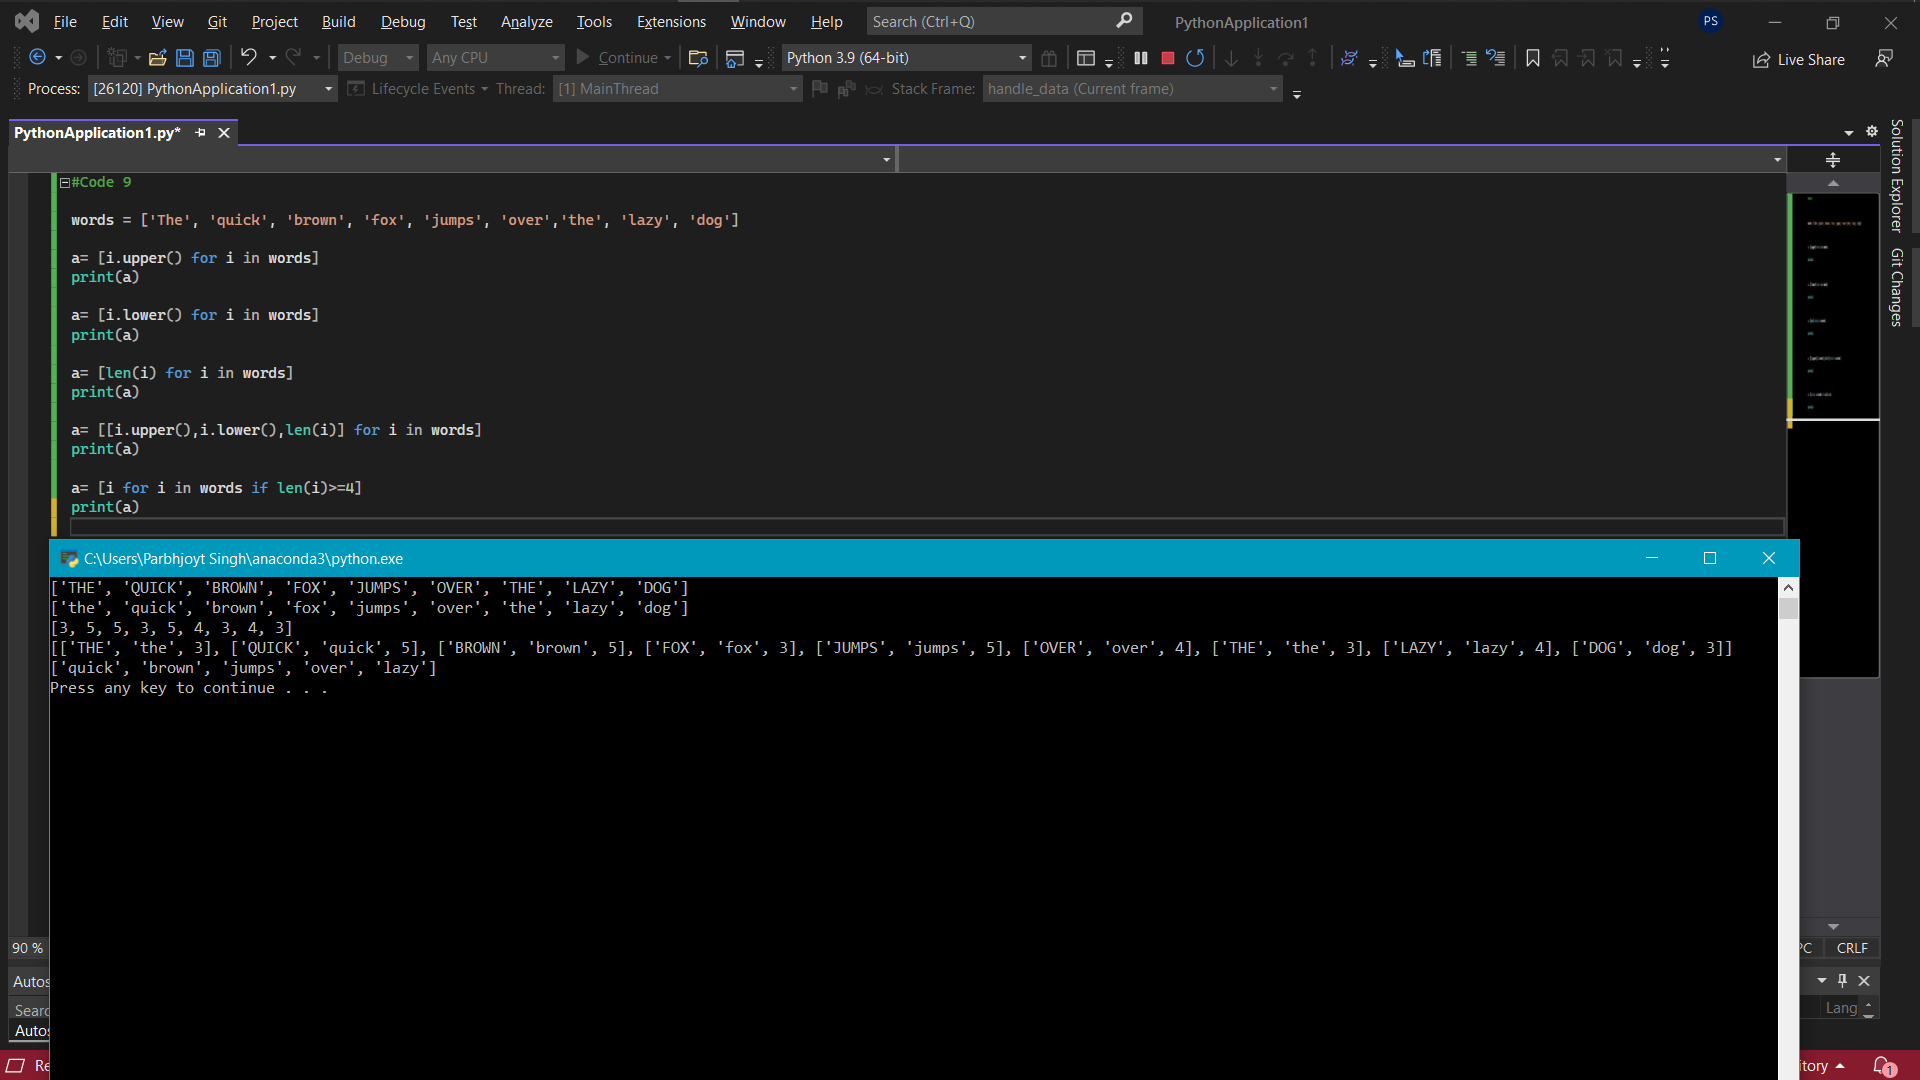 File Edit View Git Project Build Debug Test Analyze Tools Extensions Window Help Search (Ctrl+Q) PythonApplication1 PS
Debug Any CPU Continue Python 3.9 (64-bit) Live Share
Process: [26120] PythonApplication1.py Lifecycle Events Thread: [1] MainThread Stack Frame: handle_data (Current frame)
PythonApplication1.py*
Solution Explorer
Git Changes
#Code 9
words = ['The', 'quick', 'brown', 'fox', 'jumps', 'over','the', 'lazy', 'dog']
a= [i.upper() for i in words]
print(a)
a= [i.lower() for i in words]
print(a)
a= [len(i) for i in words]
print(a)
a= [[i.upper(),i.lower(),len(i)] for i in words]
print(a)
a= [i for i in words if len(i)>=4]
print(a)
C:\Users\Parbhjoyt Singh\anaconda3\python.exe
['THE', 'QUICK', 'BROWN', 'FOX', 'JUMPS', 'OVER', 'THE', 'LAZY', 'DOG']
['the', 'quick', 'brown', 'fox', 'jumps', 'over', 'the', 'lazy', 'dog']
[3, 5, 5, 3, 5, 4, 3, 4, 3]
[['THE', 'the', 3], ['QUICK', 'quick', 5], ['BROWN', 'brown', 5], ['FOX', 'fox', 3], ['JUMPS', 'jumps', 5], ['OVER', 'over', 4], ['THE', 'the', 3], ['LAZY', 'lazy', 4], ['DOG', 'dog', 3]]
['quick', 'brown', 'jumps', 'over', 'lazy']
Press any key to continue . . .
90 % PC CRLF
Autos
Searc Lang
Autos
Re itory 1